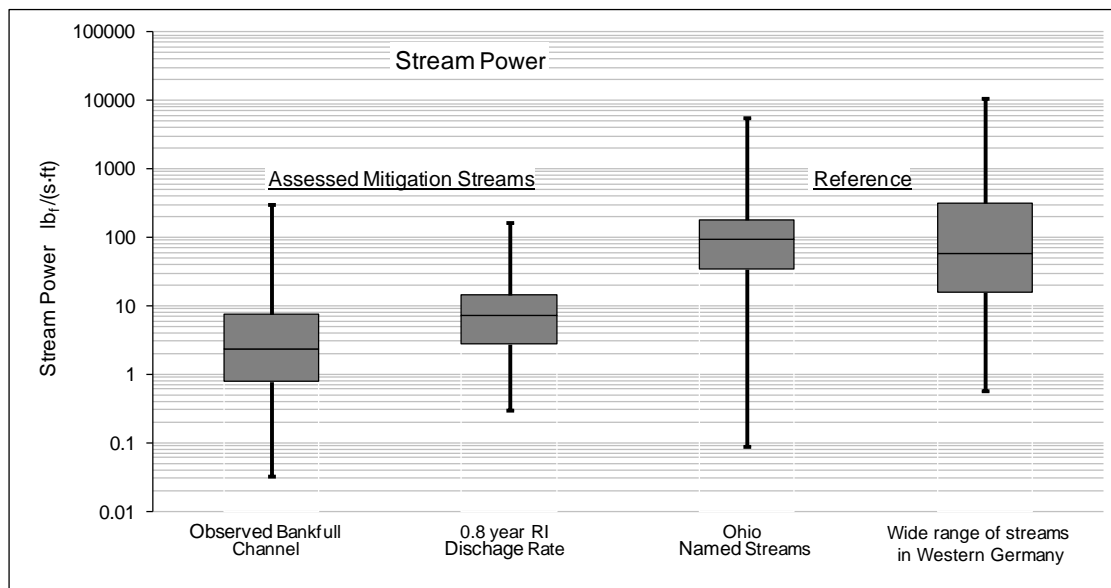 Stream Power
100000
10000
1000
100
10
1
0.1
0.01
Stream Power lbf/(s·ft)
Assessed Mitigation Streams
Reference
Observed Bankfull
Channel
0.8 year RI
Dischage Rate
Ohio
Named Streams
Wide range of streams
in Western Germany